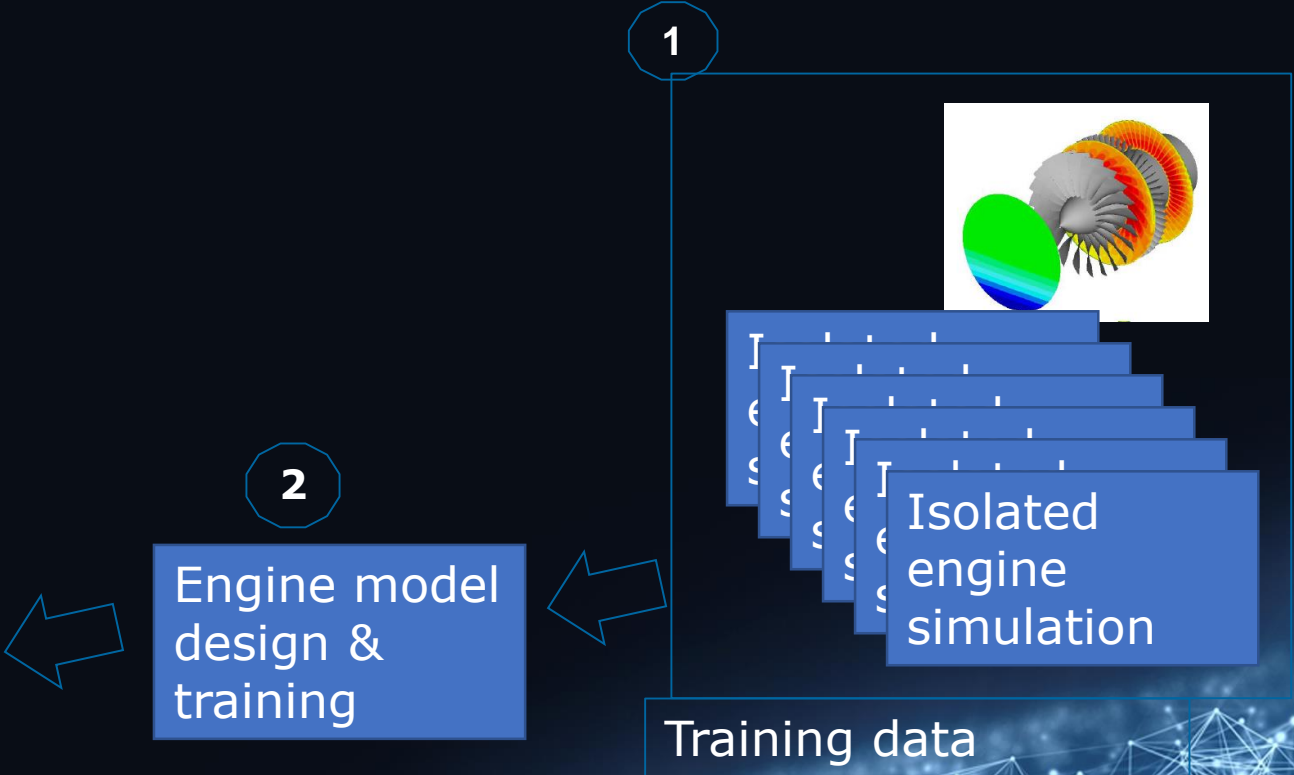 1
Isolated
engine
simulation
2
Engine model
design &
training
Training data